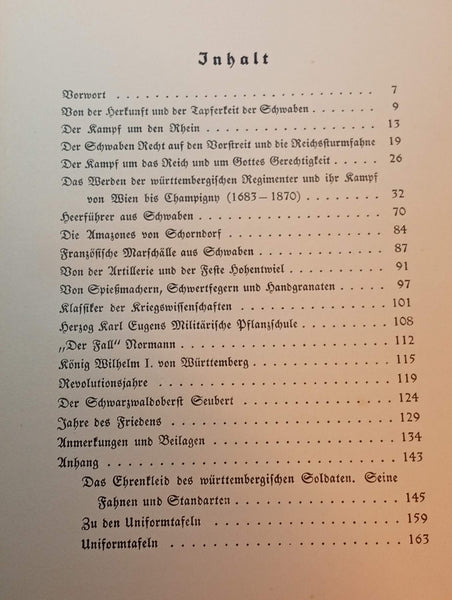 Inhalt
Vorwort . . . . . . . . . . . . . . . . . . . . . . . . 7
Von der Herkunft und der Tapferkeit der Schwaben . . . . . . . 9
Der Kampf um den Rhein . . . . . . . . . . . . . . . . . . 13
Der Schwaben Recht auf den Vorstreit und die Reichssturmfahne 19
Der Kampf um das Reich und um Gottes Gerechtigkeit . . . . . 26
Das Werden der württembergischen Regimenter und ihr Kampf
von Wien bis Champigny (1683–1870) . . . . . . . . . . 32
Heerführer aus Schwaben . . . . . . . . . . . . . . . . . . 70
Die Amazonen von Schorndorf . . . . . . . . . . . . . . . . 84
Französische Marschälle aus Schwaben . . . . . . . . . . . . 87
Von der Artillerie und der Feste Hohentwiel . . . . . . . . . . 91
Von Spießmachern, Schwertfegern und Handgranaten . . . . . . 97
Klassiker der Kriegswissenschaften . . . . . . . . . . . . . . 101
Herzog Karl Eugens Militärische Pflanzschule . . . . . . . . . 108
„Der Fall“ Normann . . . . . . . . . . . . . . . . . . . . 112
König Wilhelm I. von Württemberg . . . . . . . . . . . . . 115
Revolutionsjahre . . . . . . . . . . . . . . . . . . . . . 119
Der Schwarzwaldoberst Seubert . . . . . . . . . . . . . . . 124
Jahre des Friedens . . . . . . . . . . . . . . . . . . . . 129
Anmerkungen und Beilagen . . . . . . . . . . . . . . . . . 134
Anhang . . . . . . . . . . . . . . . . . . . . . . . . . 143
Das Ehrenkleid des württembergischen Soldaten. Seine
Fahnen und Standarten . . . . . . . . . . . . . . . . 145
Zu den Uniformtafeln . . . . . . . . . . . . . . . . . 159
Uniformtafeln . . . . . . . . . . . . . . . . . . . . 163